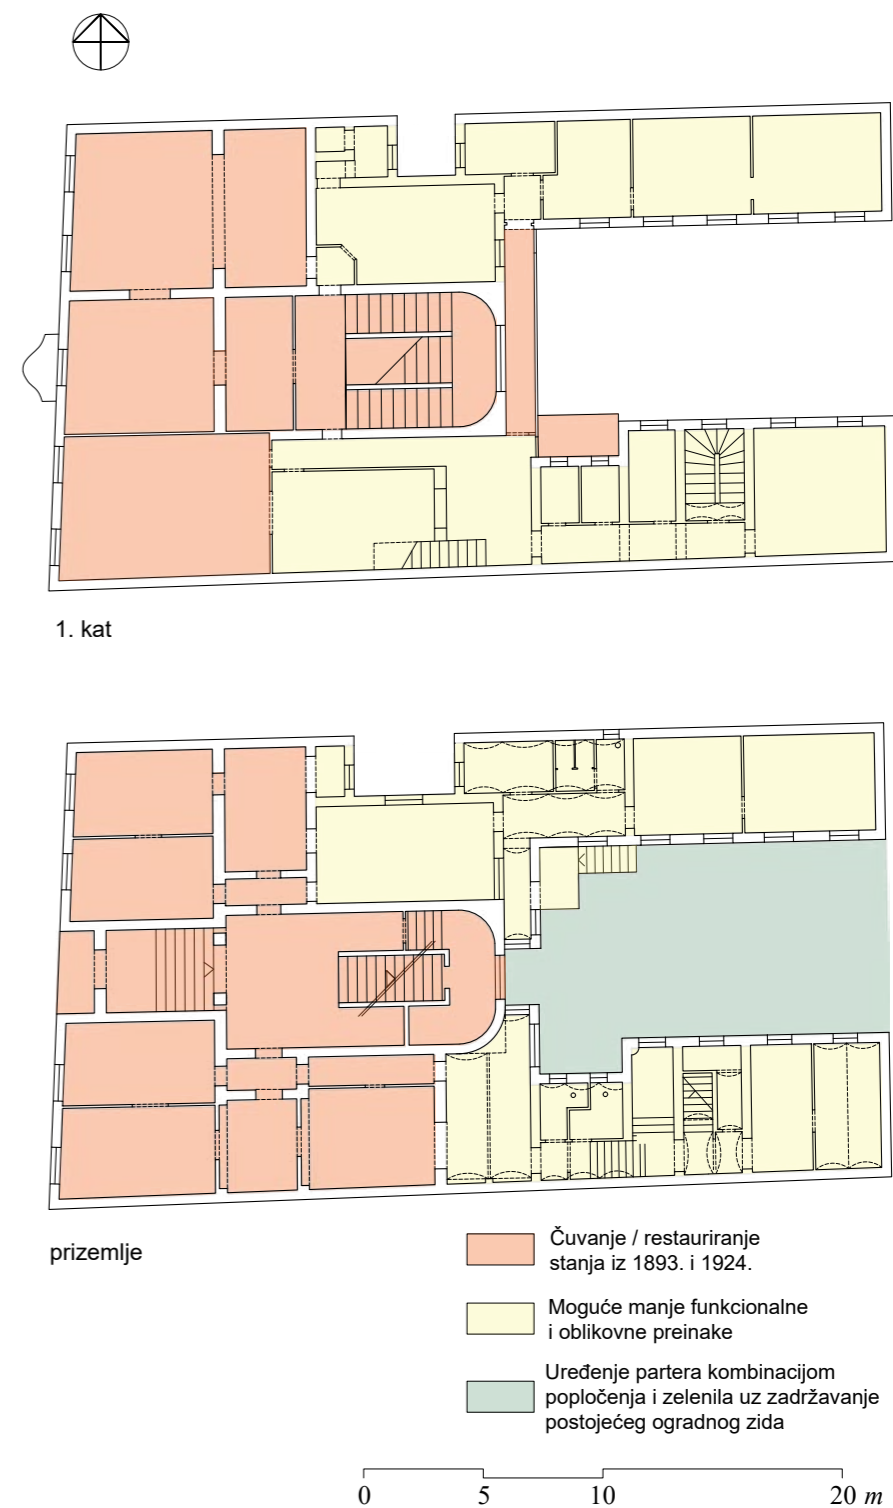 1. kat
prizemlje
Čuvanje / restauriranje
stanja iz 1893. i 1924.
Moguće manje funkcionalne
i oblikovne preinake
Uređenje partera kombinacijom
popločenja i zelenila uz zadržavanje
postojećeg ogradnog zida
0 5 10 20 m